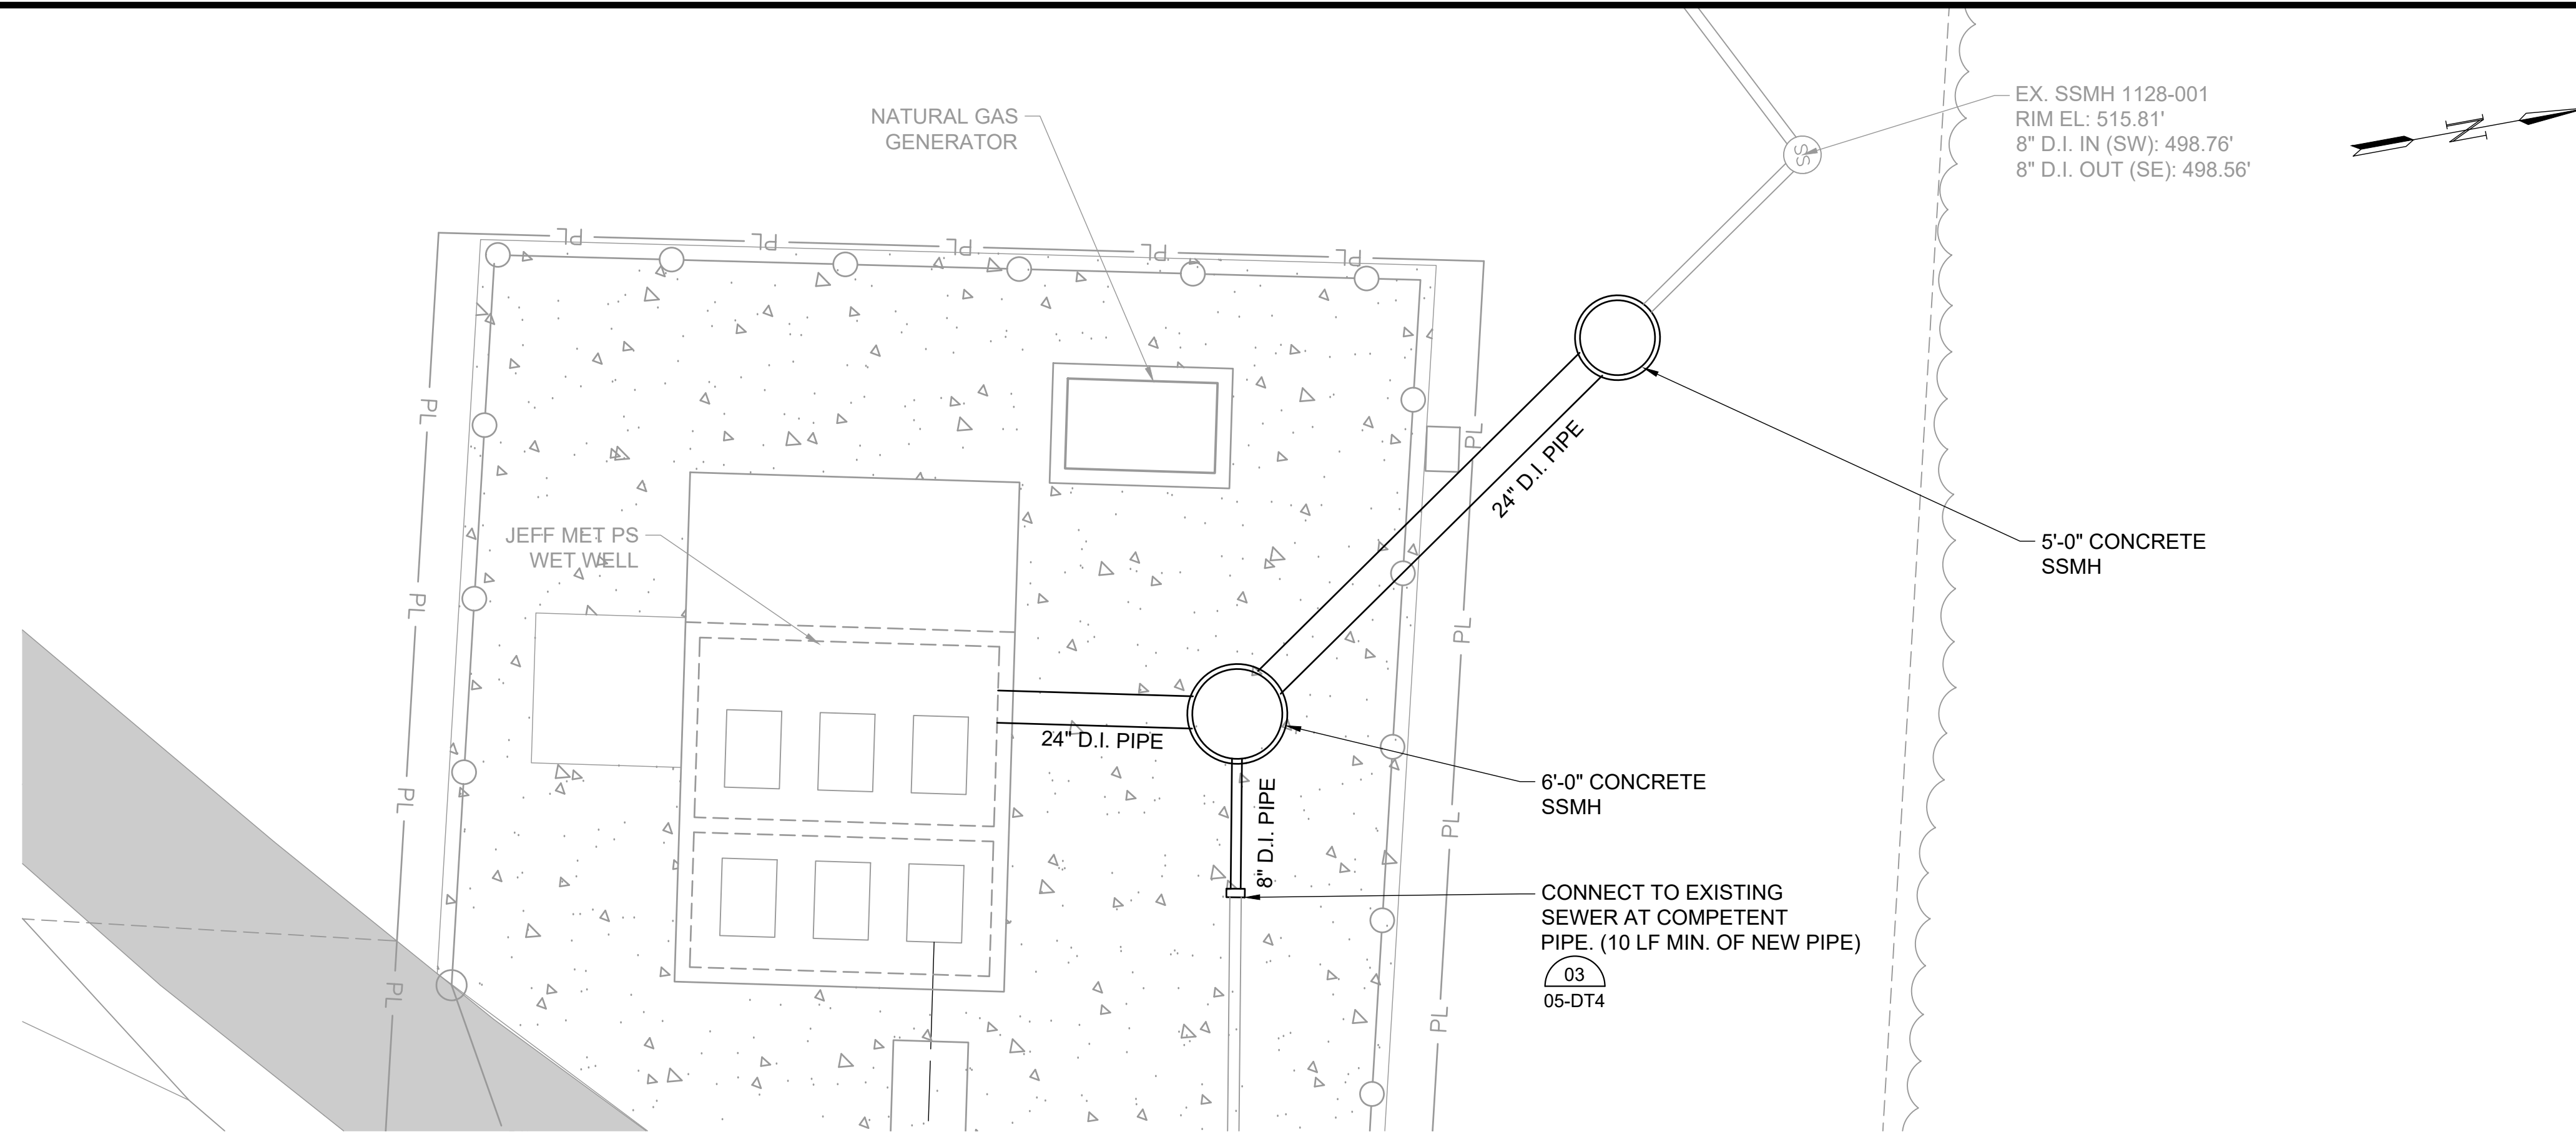 EX. SSMH 1128-001
RIM EL: 515.81'
8" D.I. IN (SW): 498.76'
8" D.I. OUT (SE): 498.56'
N
NATURAL GAS
GENERATOR
SS
PL
PL
PL
PL
PL
PL
PL
24" D.I. PIPE
JEFF MET PS
WET WELL
5'-0" CONCRETE
SSMH
PL
PL
24" D.I. PIPE
6'-0" CONCRETE
SSMH
PL
PL
8" D.I. PIPE
CONNECT TO EXISTING
SEWER AT COMPETENT
PIPE. (10 LF MIN. OF NEW PIPE)
03
05-DT4
PL
PL